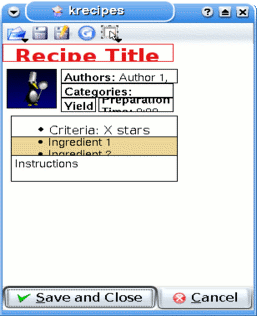 krecipes
Recipe Title
Authors: Author 1,
Categories:
Yield
Preparation
Time: 0:00
• Criteria: X stars
• Ingredient 1
• Ingredient 2
Instructions
Save and Close
Cancel